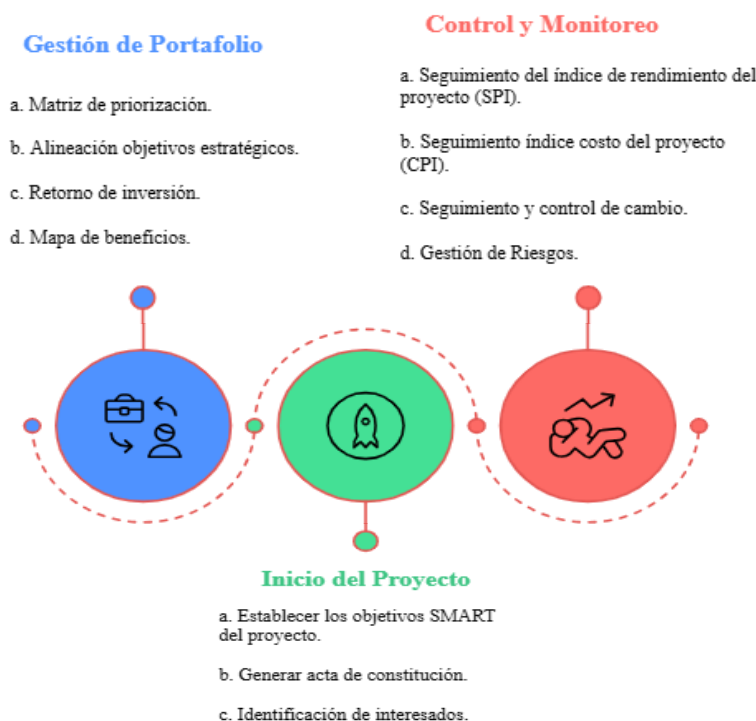 Gestión de Portafolio
a. Matriz de priorización.
b. Alineación objetivos estratégicos.
c. Retorno de inversión.
d. Mapa de beneficios.
Control y Monitoreo
a. Seguimiento del índice de rendimiento del
proyecto (SPI).
b. Seguimiento índice costo del proyecto
(CPI).
c. Seguimiento y control de cambio.
d. Gestión de Riesgos.
Inicio del Proyecto
a. Establecer los objetivos SMART
del proyecto.
b. Generar acta de constitución.
c. Identificación de interesados.